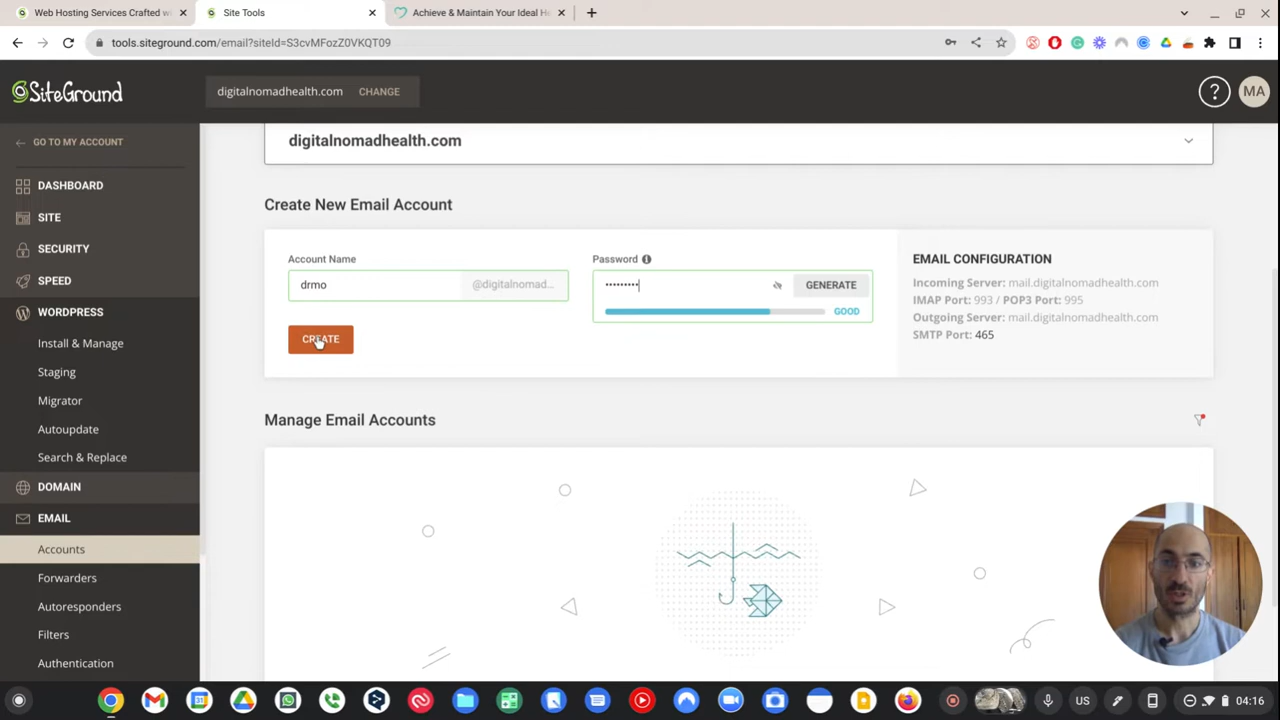 Web Hosting Services Crafted w
Site Tools
Achieve & Maintain Your Ideal He
tools.siteground.com/email?siteId=S3cvMFozZ0VKQT09
SiteGround
digitalnomadhealth.com CHANGE
? MA
GO TO MY ACCOUNT
DASHBOARD
SITE
SECURITY
SPEED
WORDPRESS
Install & Manage
Staging
Migrator
Autoupdate
Search & Replace
DOMAIN
EMAIL
Accounts
Forwarders
Autoresponders
Filters
Authentication
digitalnomadhealth.com
Create New Email Account
Account Name
drmo @digitalnomad...
Password
••••••••• GENERATE
GOOD
CREATE
EMAIL CONFIGURATION
Incoming Server: mail.digitalnomadhealth.com
IMAP Port: 993 / POP3 Port: 995
Outgoing Server: mail.digitalnomadhealth.com
SMTP Port: 465
Manage Email Accounts
US 04:16